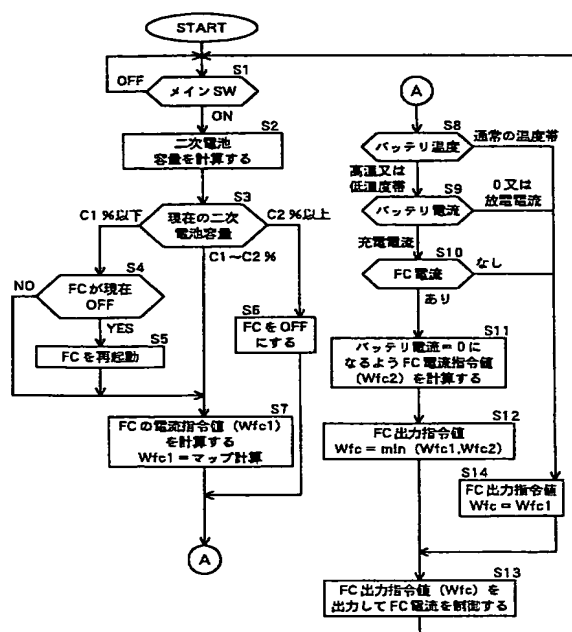 START
S1
OFF
メインSW
ON
S2
二次電池
容量を計算する
S3
C1%以下
現在の二次
電池容量
C2%以上
C1～C2%
S4
NO
FCが現在
OFF
YES
S5
FCを再起動
S6
FCをOFF
にする
S7
FCの電流指令値(Wfc1)
を計算する
Wfc1=マップ計算
A
A
S8
バッテリ温度
通常の温度帯
高温又は
低温度帯
S9
バッテリ電流
0又は
放電電流
充電電流
S10
FC電流
なし
あり
S11
バッテリ電流=0に
なるようFC電流指令値
(Wfc2)を計算する
S12
FC出力指令値
Wfc=min(Wfc1,Wfc2)
S14
FC出力指令値
Wfc=Wfc1
S13
FC出力指令値(Wfc)を
出力してFC電流を制御する